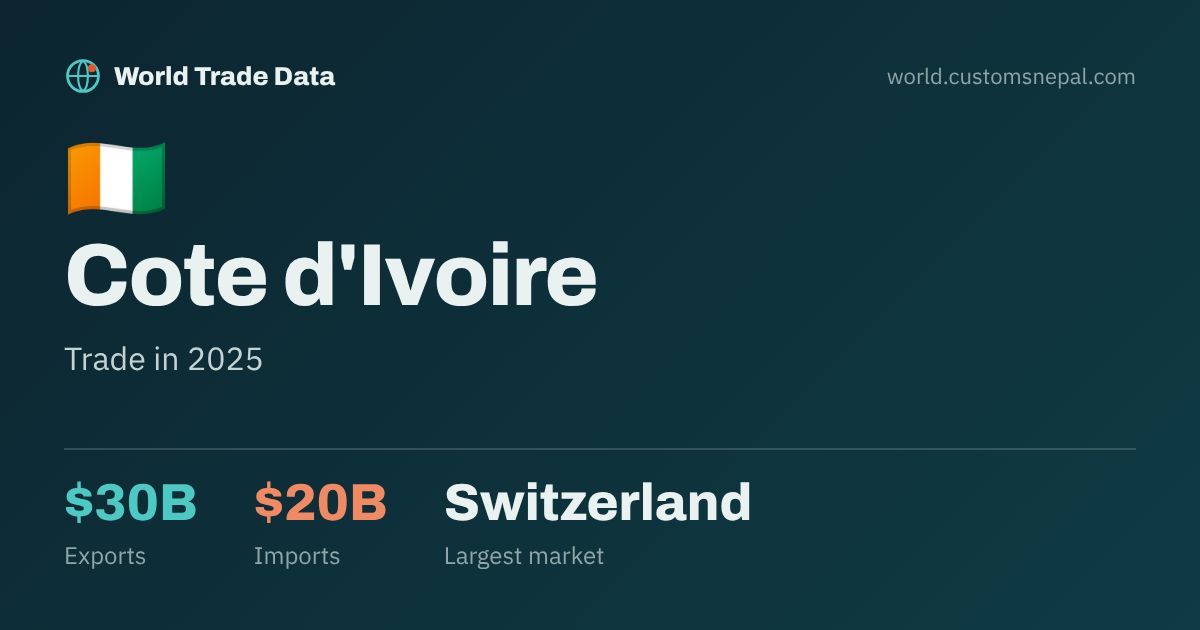 World Trade Data
world.customsnepal.com
Cote d'Ivoire
Trade in 2025
$30B
Exports
$20B
Imports
Switzerland
Largest market